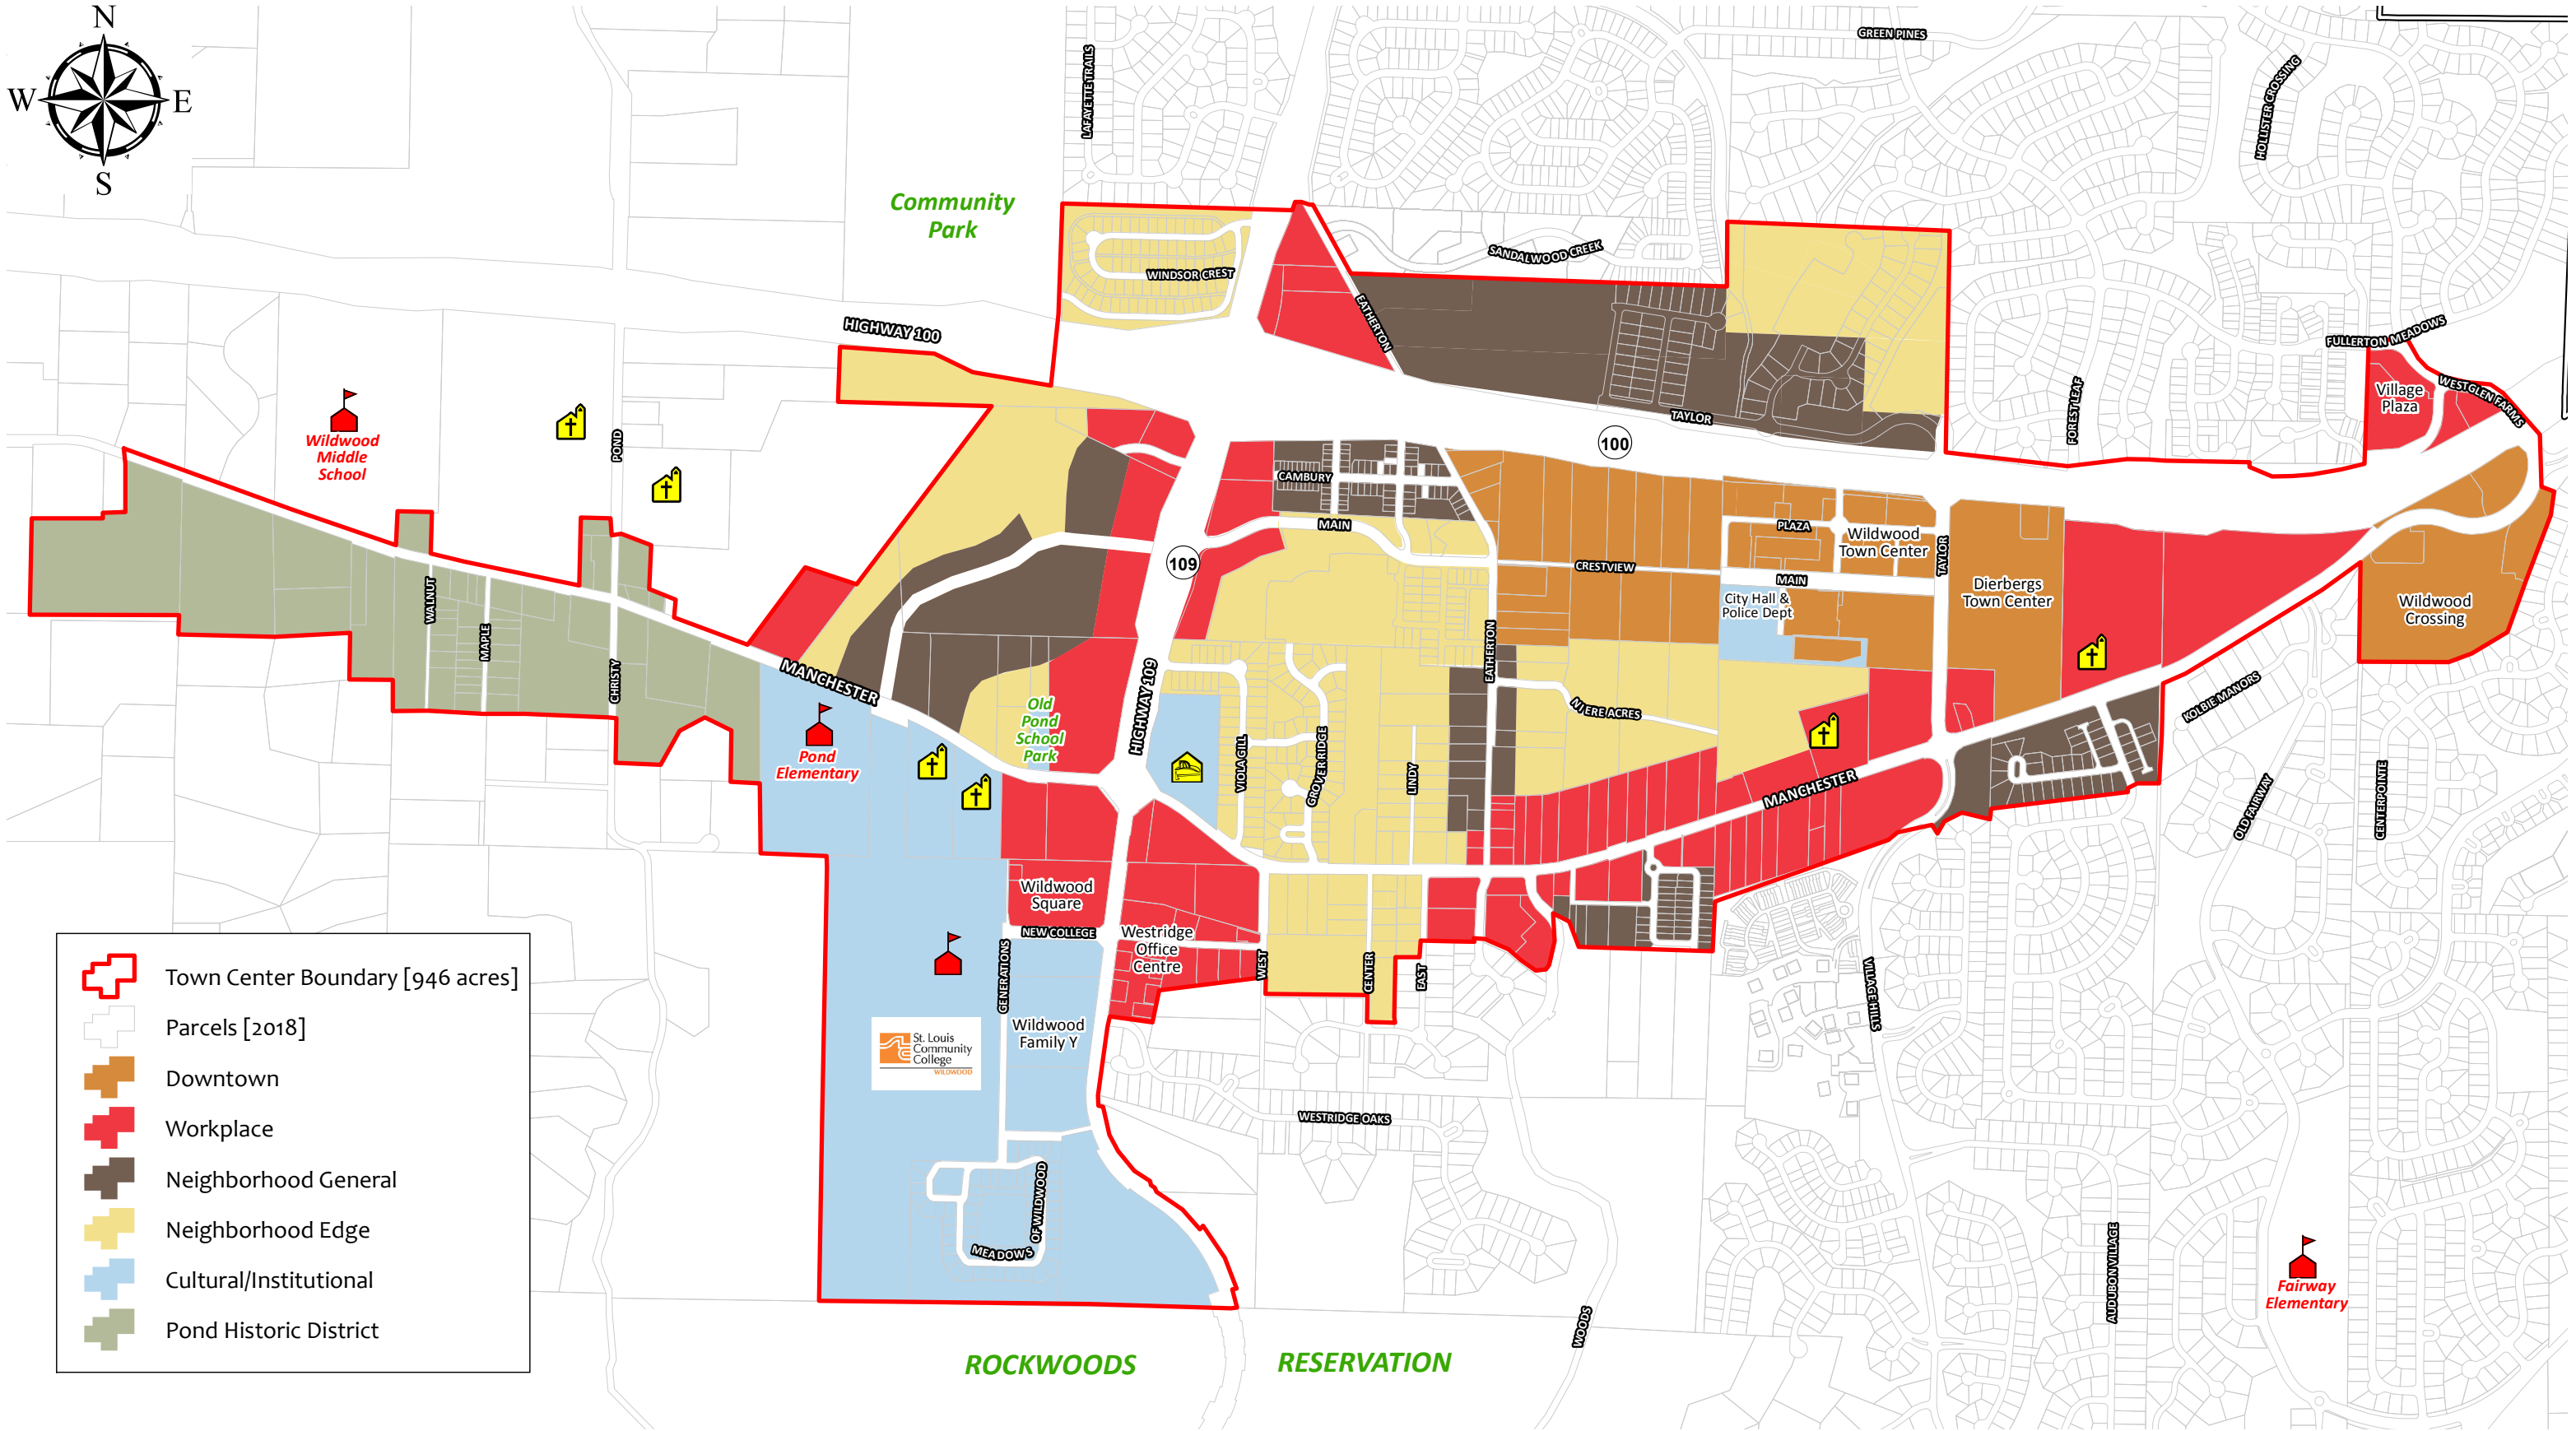 N
W
E
S
GREEN PINES
LAFAYETTE TRAILS
HOLLISTER CROSSING
Community
Park
SANDALWOOD CREEK
WINDSOR CREST
EATHERTON
HIGHWAY 100
FULLERTON MEADOWS
WESTGLEN FARMS
Village
Plaza
FOREST LEAF
TAYLOR
100
Wildwood
Middle
School
POND
CAMBURY
MAIN
PLAZA
Wildwood
Town Center
TAYLOR
109
CRESTVIEW
MAIN
Dierbergs
Town Center
City Hall &
Police Dept
Wildwood
Crossing
WALNUT
MAPLE
CHRISTY
MANCHESTER
EATHERTON
HIGHWAY 109
KOLBIE MANORS
Old
Pond
School
Park
NJERE ACRES
Pond
Elementary
VIOLA GILL
GROVER RIDGE
LINDY
MANCHESTER
OLD FAIRWAY
CENTERPOINTE
Wildwood
Square
NEW COLLEGE
Westridge
Office
Centre
GENERATIONS
WEST
CENTER
EAST
VILLAGE HILLS
Town Center Boundary [946 acres]
Parcels [2018]
Downtown
Workplace
Neighborhood General
Neighborhood Edge
Cultural/Institutional
Pond Historic District
St. Louis
Community
College
WILDWOOD
Wildwood
Family Y
WESTRIDGE OAKS
OF WILDWOOD
MEADOWS
AUDUBON VILLAGE
Fairway
Elementary
WOODS
ROCKWOODS
RESERVATION